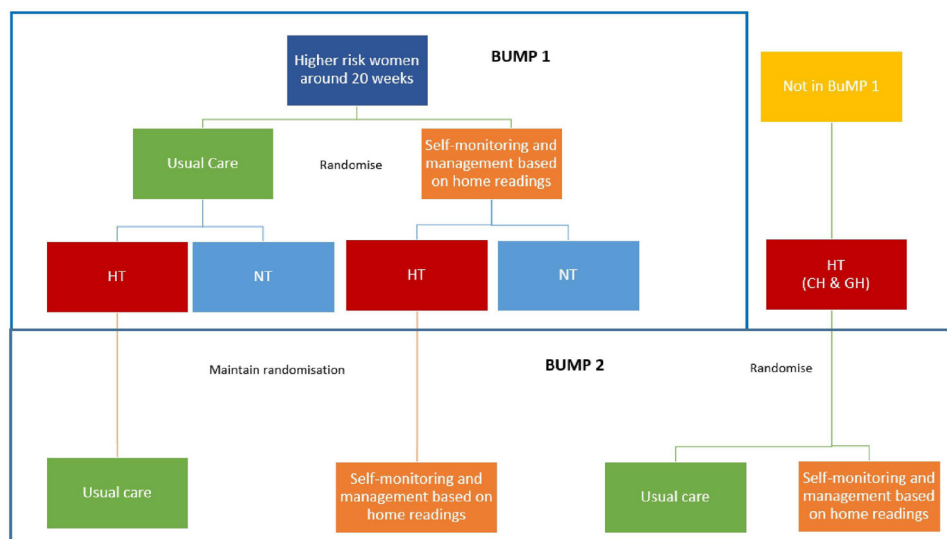 BUMP 1
Higher risk women
around 20 weeks
Not in BuMP 1
Usual Care
Randomise
Self-monitoring and
management based
on home readings
HT
NT
HT
NT
HT
(CH & GH)
Maintain randomisation
BUMP 2
Randomise
Usual care
Self-monitoring and
management based on
home readings
Usual care
Self-monitoring and
management based
on home readings